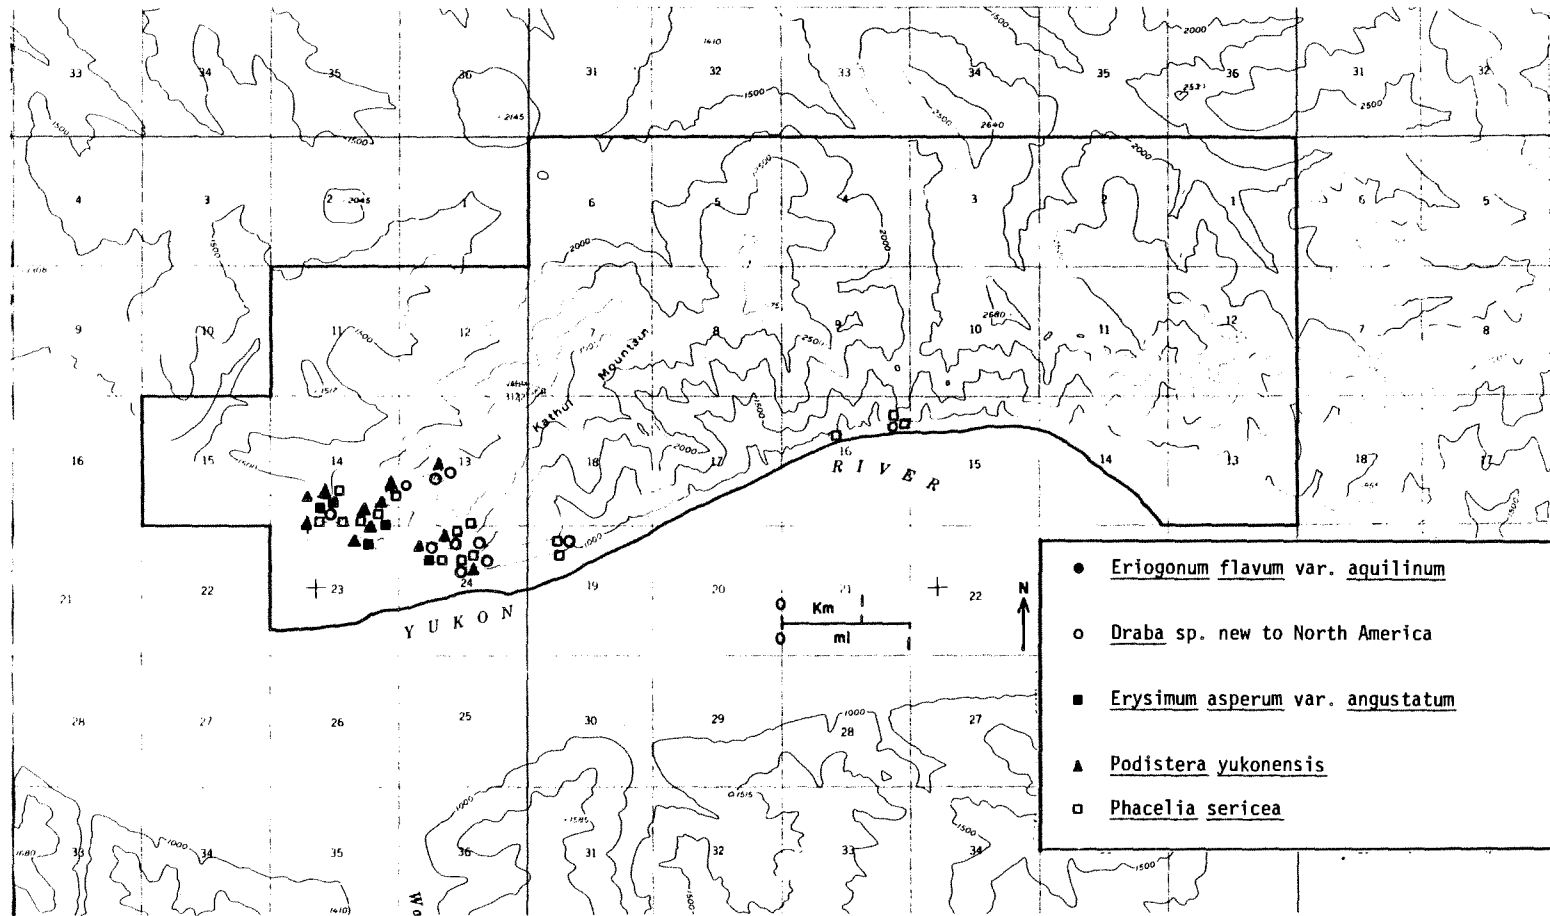 33 34 35 36 31 32 33 34 35 36 31 32
1410
1500
2000
2500
2145
1500
1500
1500
2640
2500
2000
4 3 2 1 6 5 4 3 2 1 6 5
2045
1500
1500
2000
2000
9 10 11 12 7 8 9 10 11 12 7 8
1500
2680
2500
1517
Kathul Mountain
16 15 14 13 18 17 16 15 14 13 18 17
1500
1500
2000
RIVER
1000
21 22 23 24 19 20 21 22
YUKON
0 Km 1
0 mi 1
N
Eriogonum flavum var. aquilinum
Draba sp. new to North America
Erysimum asperum var. angustatum
Podistera yukonensis
Phacelia sericea
28 27 26 25 30 29 28 27
1000
1000
1000
1515
1585
1500
33 34 35 36 31 32 33 34
1680
1500
1500
1410